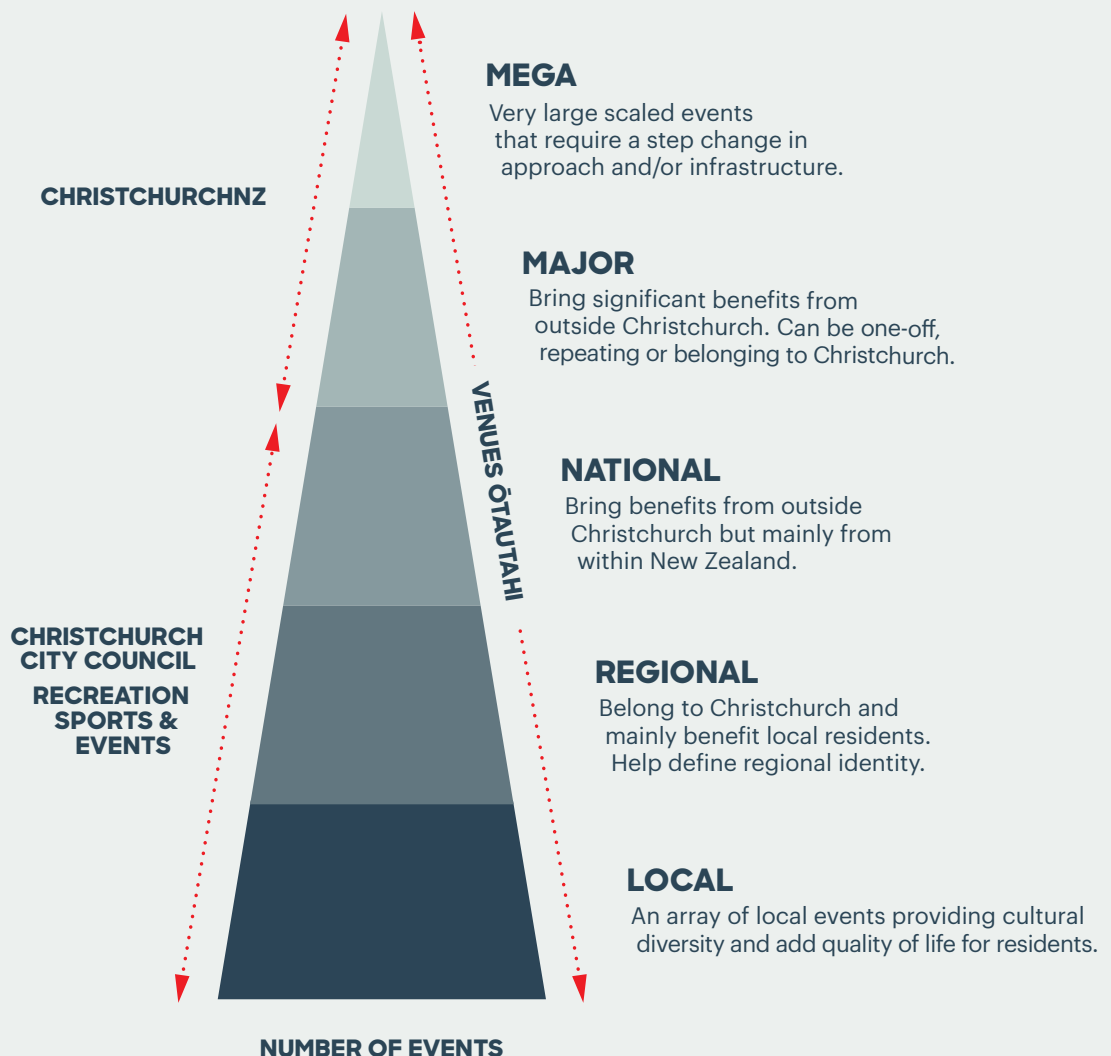 MEGA
Very large scaled events
that require a step change in
approach and/or infrastructure.
CHRISTCHURCHNZ
MAJOR
Bring significant benefits from
outside Christchurch. Can be one-off,
repeating or belonging to Christchurch.
VENUES ŌTAUTAHI
NATIONAL
Bring benefits from outside
Christchurch but mainly from
within New Zealand.
CHRISTCHURCH
CITY COUNCIL
RECREATION
SPORTS &
EVENTS
REGIONAL
Belong to Christchurch and
mainly benefit local residents.
Help define regional identity.
LOCAL
An array of local events providing cultural
diversity and add quality of life for residents.
NUMBER OF EVENTS